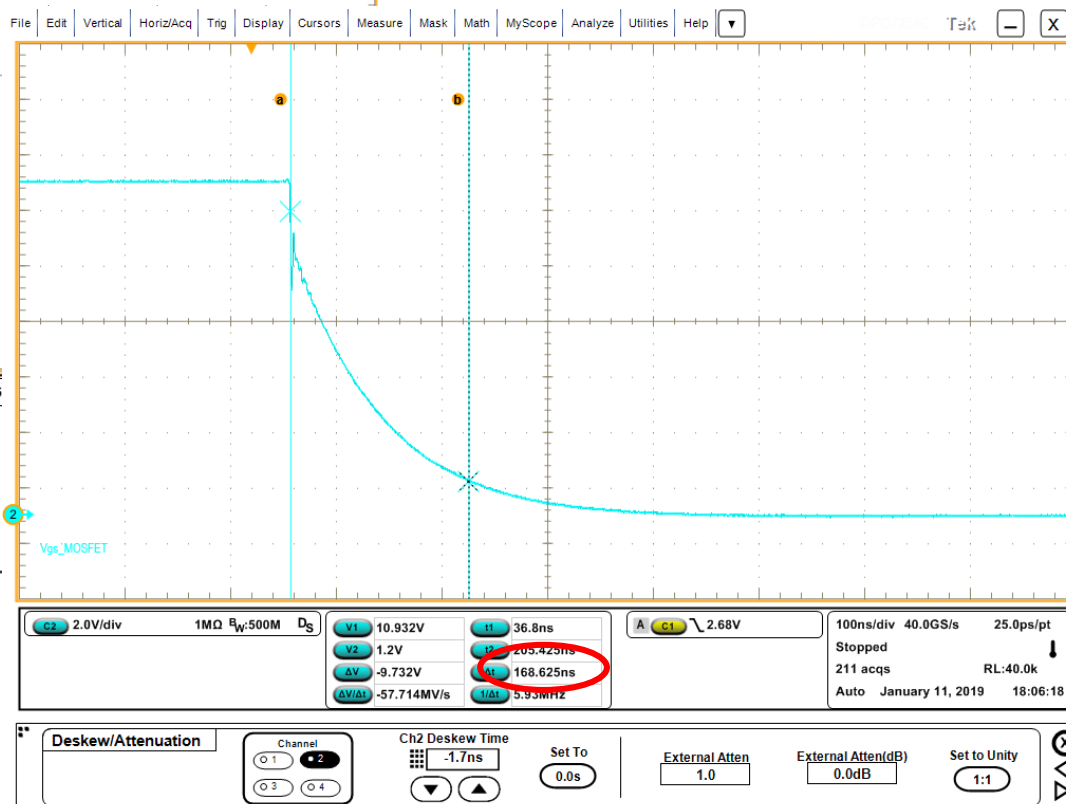 File Edit Vertical Horiz/Acq Trig Display Cursors Measure Mask Math MyScope Analyze Utilities Help Tek X
a b
2
Vgs_MOSFET
C2 2.0V/div 1MΩ BW:500M DS
V1 10.932V t1 36.8ns
V2 1.2V t2 205.425ns
ΔV -9.732V Δt 168.625ns
ΔV/Δt -57.714MV/s 1/Δt 5.93MHz
A C1 2.68V
100ns/div 40.0GS/s 25.0ps/pt
Stopped
211 acqs RL:40.0k
Auto January 11, 2019 18:06:18
Deskew/Attenuation
Channel
1 2
3 4
Ch2 Deskew Time
-1.7ns
Set To
0.0s
External Atten
1.0
External Atten(dB)
0.0dB
Set to Unity
1:1